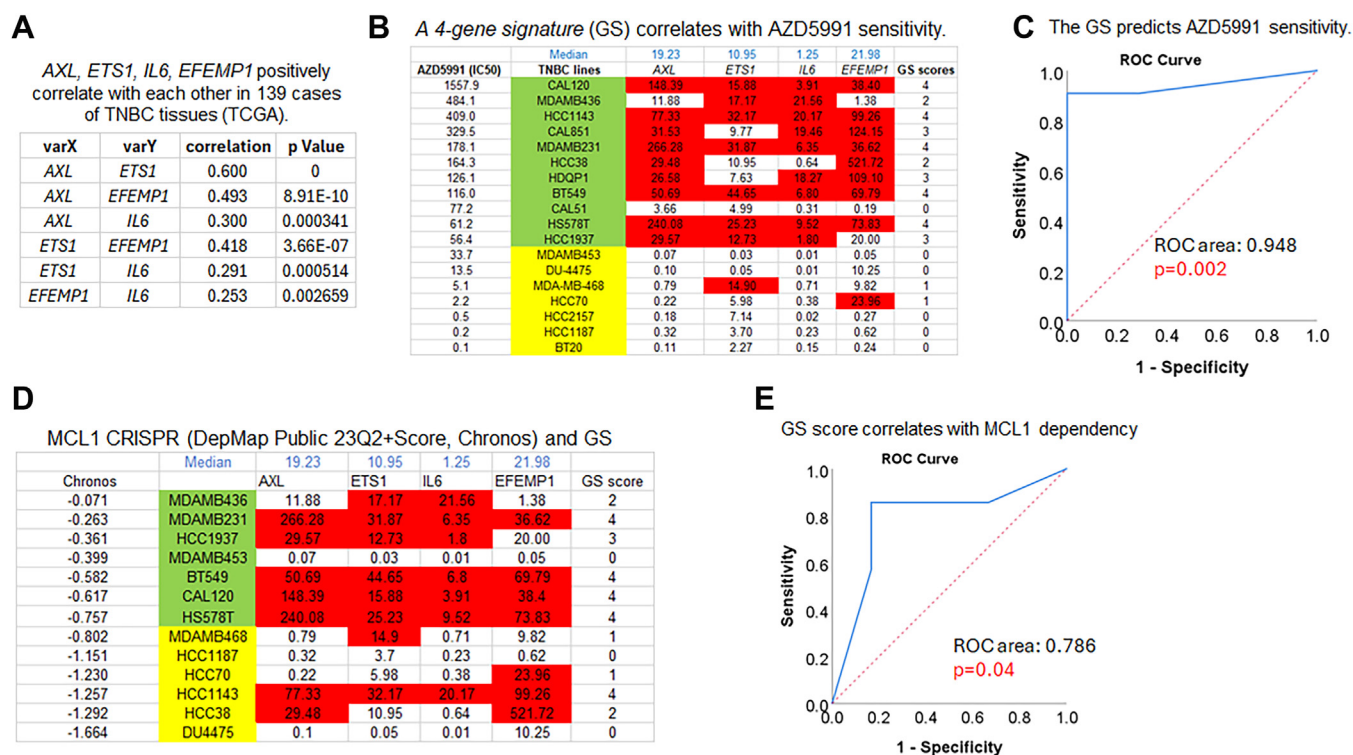 A
AXL, ETS1, IL6, EFEMP1 positively
correlate with each other in 139 cases
of TNBC tissues (TCGA).
varX varY correlation p Value
AXL ETS1 0.600 0
AXL EFEMP1 0.493 8.91E-10
AXL IL6 0.300 0.000341
ETS1 EFEMP1 0.418 3.66E-07
ETS1 IL6 0.291 0.000514
EFEMP1 IL6 0.253 0.002659
B
A 4-gene signature (GS) correlates with AZD5991 sensitivity.
Median 19.23 10.95 1.25 21.98
AZD5991 (IC50) TNBC lines AXL ETS1 IL6 EFEMP1 GS scores
1557.9 CAL120 148.39 15.88 3.91 38.40 4
484.1 MDAMB436 11.88 17.17 21.56 1.38 2
409.0 HCC1143 77.33 32.17 20.17 99.26 4
329.5 CAL851 31.53 9.77 19.46 124.15 3
178.1 MDAMB231 266.28 31.87 6.35 36.62 4
164.3 HCC38 29.48 10.95 0.64 521.72 2
126.1 HDQP1 26.58 7.63 18.27 109.10 3
116.0 BT549 50.69 44.65 6.80 69.79 4
77.2 CAL51 3.66 4.99 0.31 0.19 0
61.2 HS578T 240.08 25.23 9.52 73.83 4
56.4 HCC1937 29.57 12.73 1.80 20.00 3
33.7 MDAMB453 0.07 0.03 0.01 0.05 0
13.5 DU-4475 0.10 0.05 0.01 10.25 0
5.1 MDA-MB-468 0.79 14.90 0.71 9.82 1
2.2 HCC70 0.22 5.98 0.38 23.96 1
0.5 HCC2157 0.18 7.14 0.02 0.27 0
0.2 HCC1187 0.32 3.70 0.23 0.62 0
0.1 BT20 0.11 2.27 0.15 0.24 0
C
The GS predicts AZD5991 sensitivity.
ROC Curve
Sensitivity
1.0
0.8
0.6
0.4
0.2
0.0
ROC area: 0.948
p=0.002
0.0 0.2 0.4 0.6 0.8 1.0
1 - Specificity
D
MCL1 CRISPR (DepMap Public 23Q2+Score, Chronos) and GS
Median 19.23 10.95 1.25 21.98
Chronos AXL ETS1 IL6 EFEMP1 GS score
-0.071 MDAMB436 11.88 17.17 21.56 1.38 2
-0.263 MDAMB231 266.28 31.87 6.35 36.62 4
-0.361 HCC1937 29.57 12.73 1.8 20.00 3
-0.399 MDAMB453 0.07 0.03 0.01 0.05 0
-0.582 BT549 50.69 44.65 6.8 69.79 4
-0.617 CAL120 148.39 15.88 3.91 38.4 4
-0.757 HS578T 240.08 25.23 9.52 73.83 4
-0.802 MDAMB468 0.79 14.9 0.71 9.82 1
-1.151 HCC1187 0.32 3.7 0.23 0.62 0
-1.230 HCC70 0.22 5.98 0.38 23.96 1
-1.257 HCC1143 77.33 32.17 20.17 99.26 4
-1.292 HCC38 29.48 10.95 0.64 521.72 2
-1.664 DU4475 0.1 0.05 0.01 10.25 0
E
GS score correlates with MCL1 dependency
ROC Curve
Sensitivity
1.0
0.8
0.6
0.4
0.2
0.0
ROC area: 0.786
p=0.04
0.0 0.2 0.4 0.6 0.8 1.0
1 - Specificity